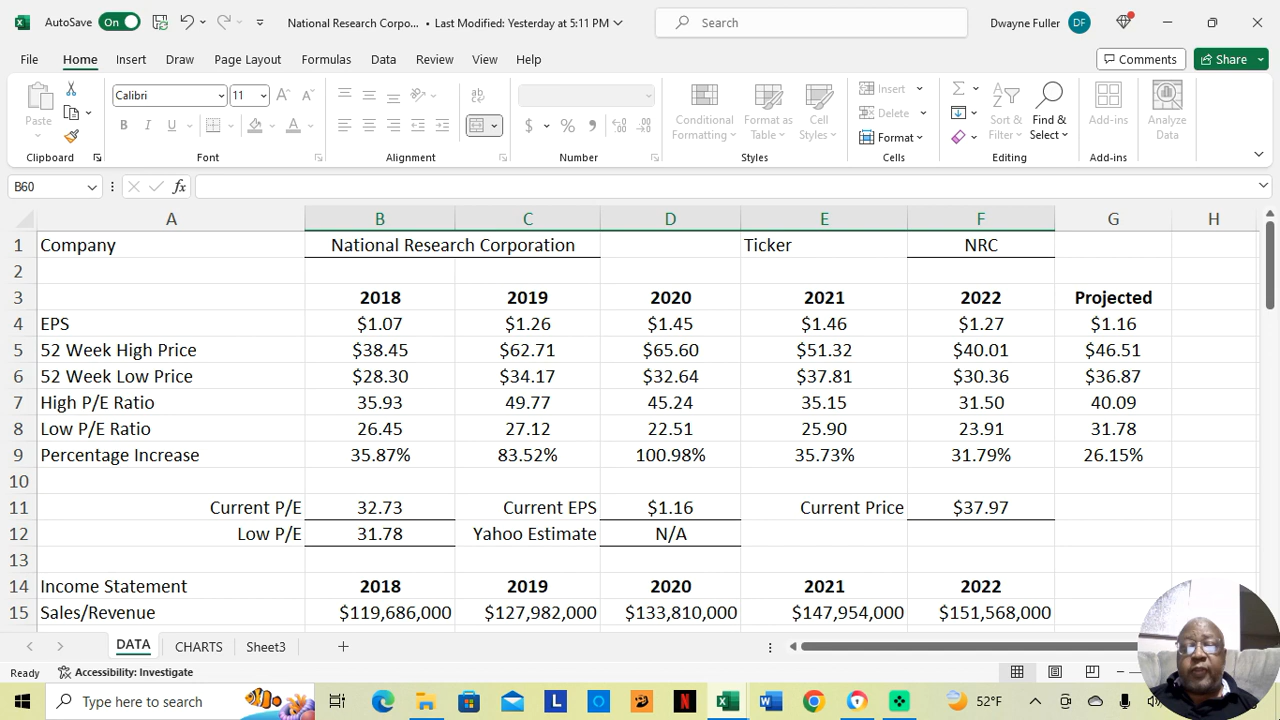 AutoSave On National Research Corpo... • Last Modified: Yesterday at 5:11 PM Search Dwayne Fuller DF
File Home Insert Draw Page Layout Formulas Data Review View Help Comments Share
Paste Calibri 11 A A B I U A ab $ % 9 Conditional Formatting Format as Table Cell Styles Insert Delete Format Sort & Filter Find & Select Add-ins Analyze Data
Clipboard Font Alignment Number Styles Cells Editing Add-ins
B60 fx
A B C D E F G H
1 Company National Research Corporation Ticker NRC
2
3 2018 2019 2020 2021 2022 Projected
4 EPS $1.07 $1.26 $1.45 $1.46 $1.27 $1.16
5 52 Week High Price $38.45 $62.71 $65.60 $51.32 $40.01 $46.51
6 52 Week Low Price $28.30 $34.17 $32.64 $37.81 $30.36 $36.87
7 High P/E Ratio 35.93 49.77 45.24 35.15 31.50 40.09
8 Low P/E Ratio 26.45 27.12 22.51 25.90 23.91 31.78
9 Percentage Increase 35.87% 83.52% 100.98% 35.73% 31.79% 26.15%
10
11 Current P/E 32.73 Current EPS $1.16 Current Price $37.97
12 Low P/E 31.78 Yahoo Estimate N/A
13
14 Income Statement 2018 2019 2020 2021 2022
15 Sales/Revenue $119,686,000 $127,982,000 $133,810,000 $147,954,000 $151,568,000
DATA CHARTS Sheet3
Ready Accessibility: Investigate
Type here to search 52°F